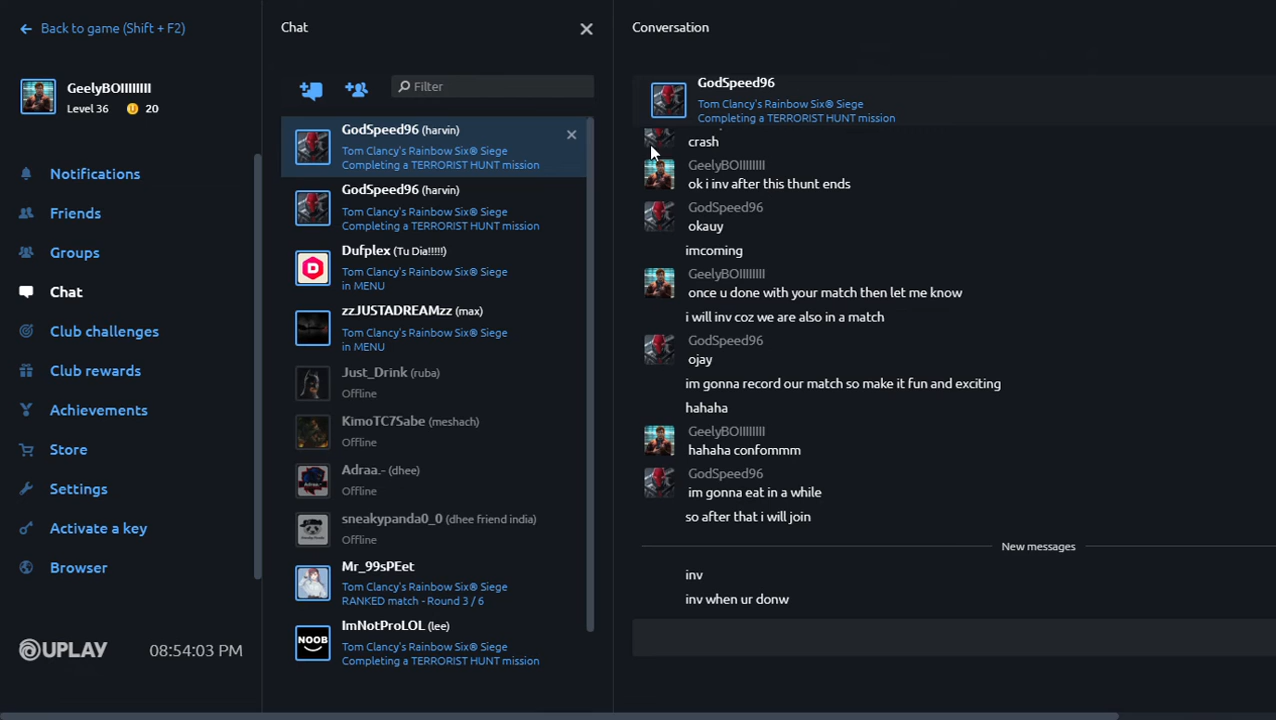 Back to game (Shift + F2)
GeelyBOIIIIIIII
Level 36 20
Notifications
Friends
Groups
Chat
Club challenges
Club rewards
Achievements
Store
Settings
Activate a key
Browser
UPLAY 08:54:03 PM
Chat
Filter
GodSpeed96 (harvin)
Tom Clancy's Rainbow Six® Siege
Completing a TERRORIST HUNT mission
GodSpeed96 (harvin)
Tom Clancy's Rainbow Six® Siege
Completing a TERRORIST HUNT mission
Dufplex (Tu Dia!!!!!)
Tom Clancy's Rainbow Six® Siege
in MENU
zzJUSTADREAMzz (max)
Tom Clancy's Rainbow Six® Siege
in MENU
Just_Drink (ruba)
Offline
KimoTC7Sabe (meshach)
Offline
Adraa.- (dhee)
Offline
sneakypanda0_0 (dhee friend india)
Offline
Mr_99sPEet
Tom Clancy's Rainbow Six® Siege
RANKED match - Round 3 / 6
NOOB
ImNotProLOL (lee)
Tom Clancy's Rainbow Six® Siege
Completing a TERRORIST HUNT mission
Conversation
GodSpeed96
Tom Clancy's Rainbow Six® Siege
Completing a TERRORIST HUNT mission
crash
GeelyBOIIIIIIII
ok i inv after this thunt ends
GodSpeed96
okauy
imcoming
GeelyBOIIIIIIII
once u done with your match then let me know
i will inv coz we are also in a match
GodSpeed96
ojay
im gonna record our match so make it fun and exciting
hahaha
GeelyBOIIIIIIII
hahaha confommm
GodSpeed96
im gonna eat in a while
so after that i will join
New messages
inv
inv when ur donw